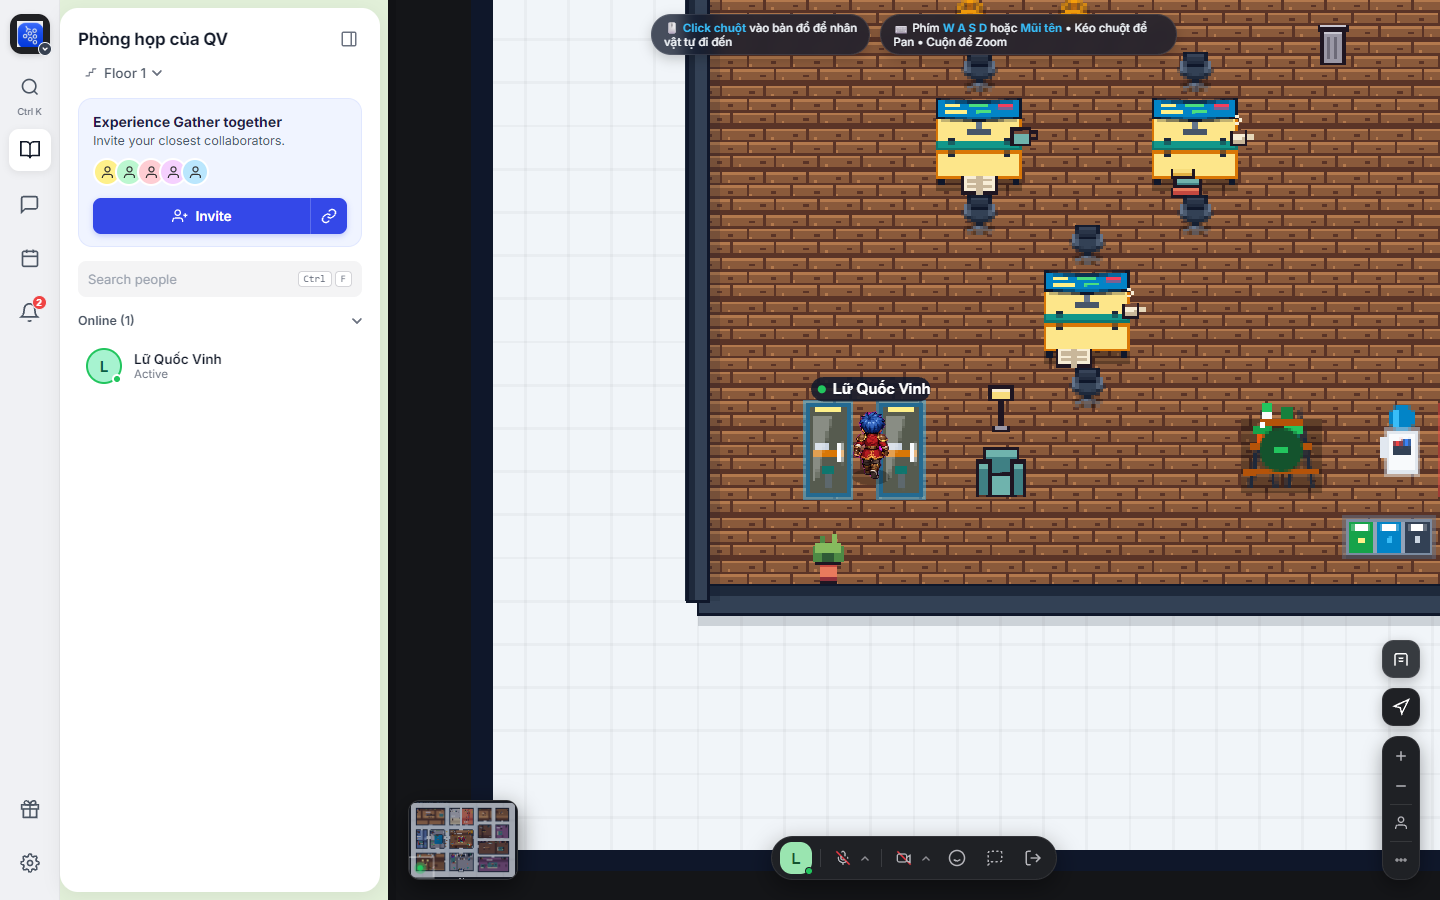 Phòng họp của QV
Floor 1
Ctrl K
Experience Gather together
Invite your closest collaborators.
Invite
Search people
Ctrl F
2
Online (1)
L
Lữ Quốc Vinh
Active
Click chuột vào bàn đồ để nhân
vật tự đi đến
Phím W A S D hoặc Mũi tên • Kéo chuột để
Pan • Cuộn để Zoom
Lữ Quốc Vinh
L